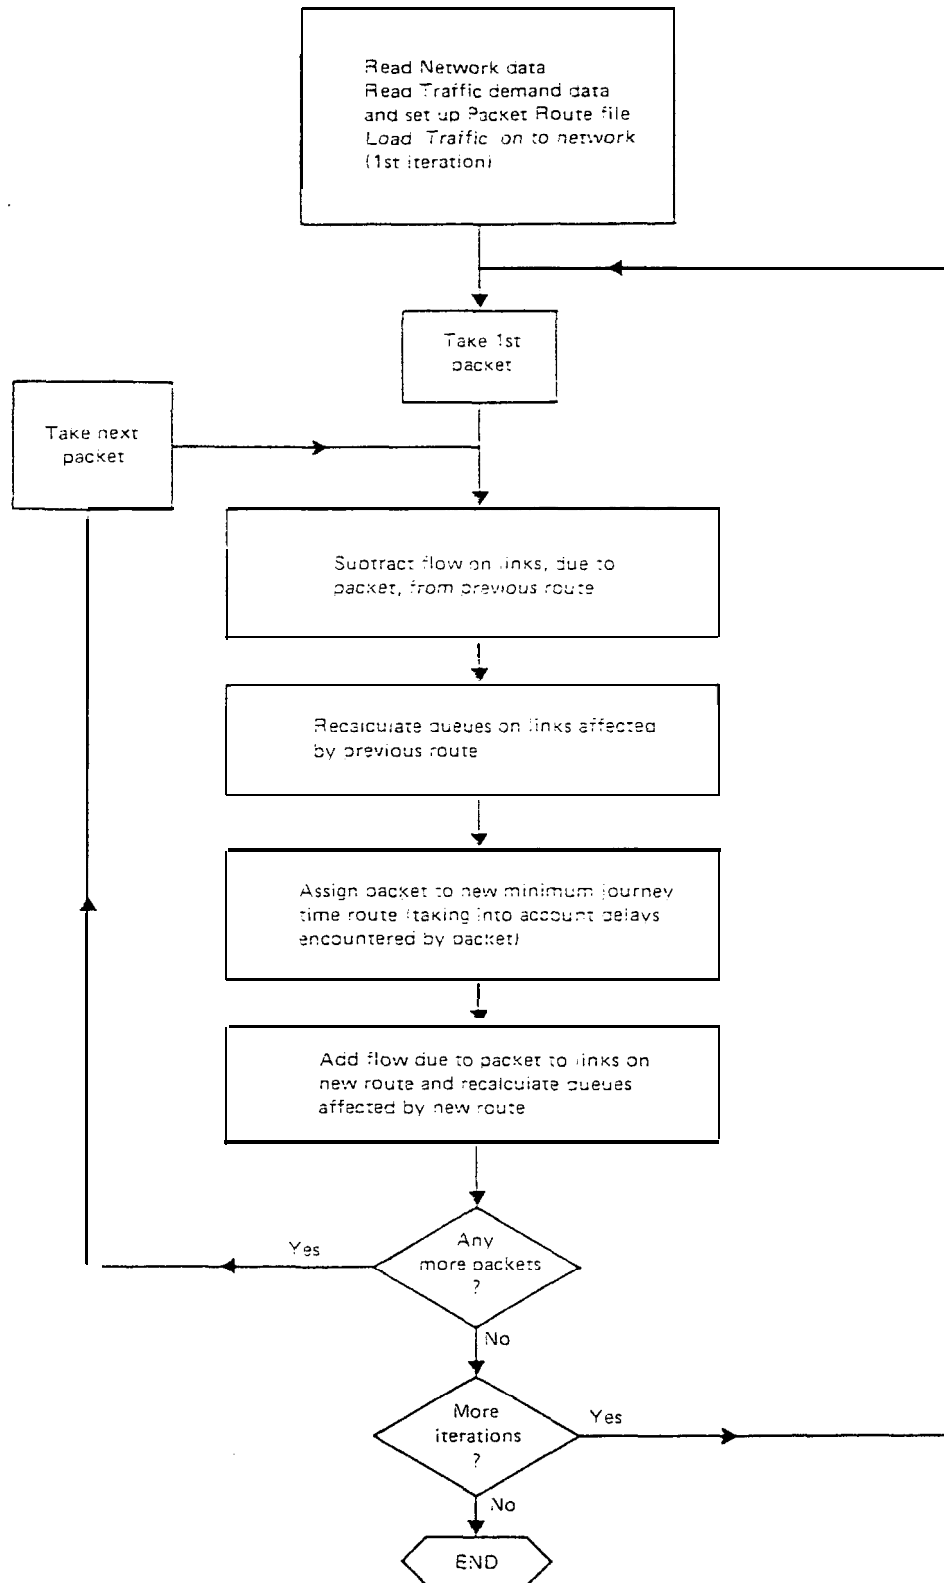 Read Network data
Read Traffic demand data
and set up Packet Route file
Load Traffic on to network
(1st iteration)
Take 1st
packet
Take next
packet
Subtract flow on links, due to
packet, from previous route
Recalculate queues on links affected
by previous route
Assign packet to new minimum journey
time route (taking into account delays
encountered by packet)
Add flow due to packet to links on
new route and recalculate queues
affected by new route
Any
more packets
?
Yes
No
More
iterations
?
Yes
No
END